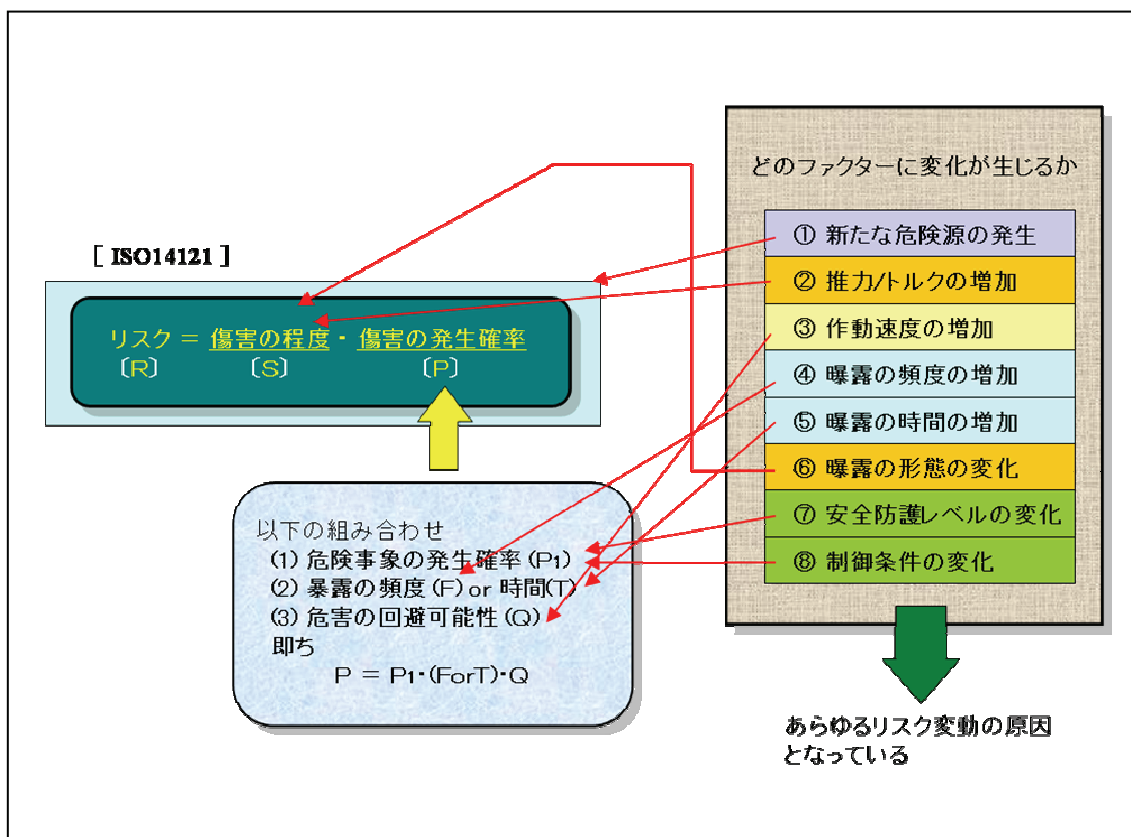 [ ISO14121 ]
リスク = 傷害の程度・傷害の発生確率
〔R〕 〔S〕 〔P〕
以下の組み合わせ
(1) 危険事象の発生確率(P1)
(2) 暴露の頻度(F) or 時間(T)
(3) 危害の回避可能性(Q)
即ち
P = P1・(ForT)・Q
どのファクターに変化が生じるか
① 新たな危険源の発生
② 推力/トルクの増加
③ 作動速度の増加
④ 曝露の頻度の増加
⑤ 曝露の時間の増加
⑥ 曝露の形態の変化
⑦ 安全防護レベルの変化
⑧ 制御条件の変化
あらゆるリスク変動の原因
となっている